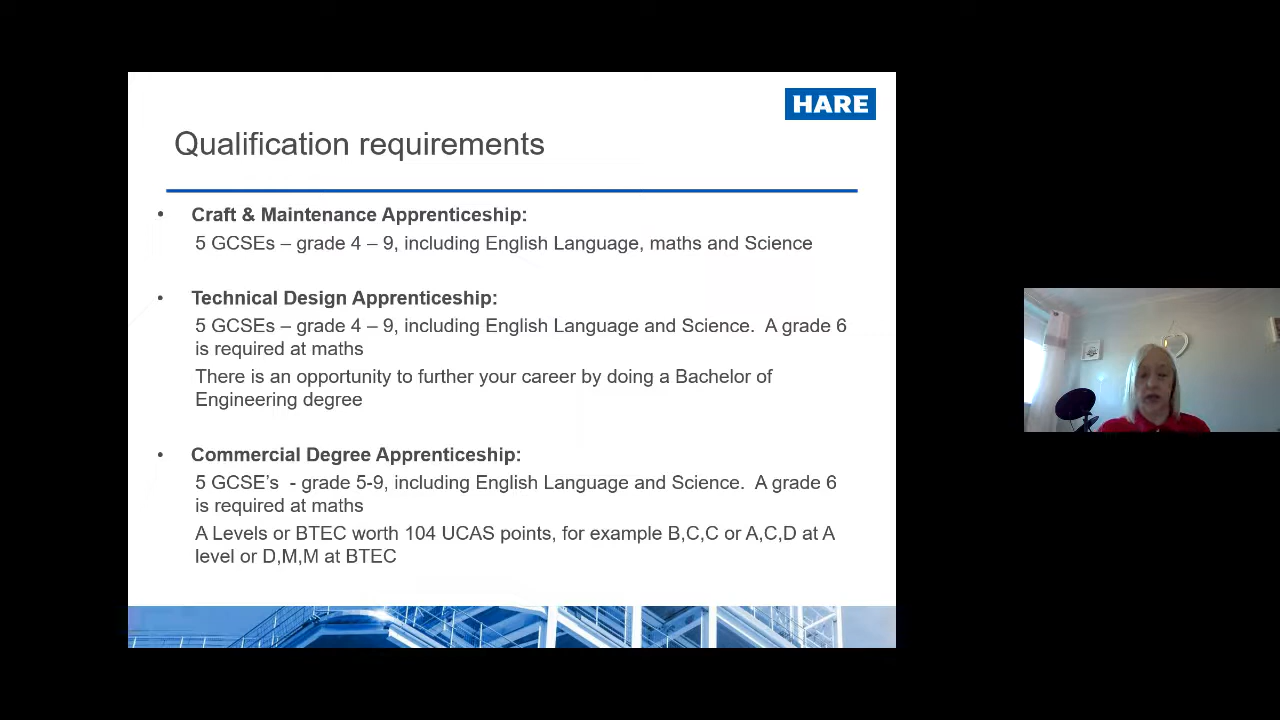 HARE
Qualification requirements
• Craft & Maintenance Apprenticeship:
5 GCSEs – grade 4 – 9, including English Language, maths and Science
• Technical Design Apprenticeship:
5 GCSEs – grade 4 – 9, including English Language and Science.  A grade 6
is required at maths
There is an opportunity to further your career by doing a Bachelor of
Engineering degree
• Commercial Degree Apprenticeship:
5 GCSE’s  - grade 5-9, including English Language and Science.  A grade 6
is required at maths
A Levels or BTEC worth 104 UCAS points, for example B,C,C or A,C,D at A
level or D,M,M at BTEC